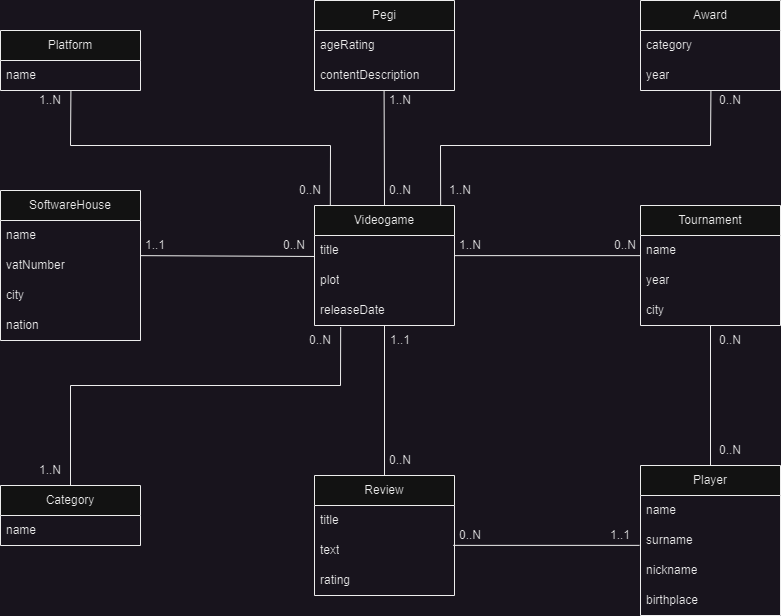 Platform
name
1..N
Pegi
ageRating
contentDescription
1..N
Award
category
year
0..N
0..N
0..N
1..N
SoftwareHouse
name
vatNumber
city
nation
1..1
0..N
Videogame
title
plot
releaseDate
1..N
0..N
Tournament
name
year
city
0..N
1..1
0..N
1..N
0..N
0..N
Category
name
Review
title
text
rating
0..N
1..1
Player
name
surname
nickname
birthplace